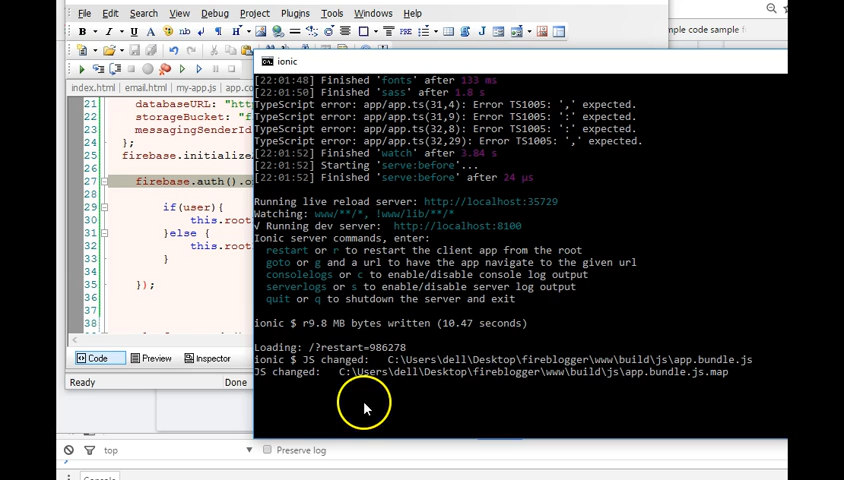 File Edit Search View Debug Project Plugins Tools Windows Help
B I U A
index.html email.html my-app.js app.co
21 databaseURL: "htt
22 storageBucket: "f
23 messagingSenderId
24 };
25 firebase.initialize
27 firebase.auth().o
28
29 if(user){
30 this.root
31 }else {
32 this.root
33 }
34
35 });
36
37
38
Code Preview Inspector
Ready Done
mple code sample f
ionic
[22:01:48] Finished 'fonts' after 133 ms
[22:01:50] Finished 'sass' after 1.8 s
TypeScript error: app/app.ts(31,4): Error TS1005: ',' expected.
TypeScript error: app/app.ts(31,9): Error TS1005: ':' expected.
TypeScript error: app/app.ts(32,8): Error TS1005: ':' expected.
TypeScript error: app/app.ts(32,29): Error TS1005: ',' expected.
[22:01:52] Finished 'watch' after 3.84 s
[22:01:52] Starting 'serve:before'...
[22:01:52] Finished 'serve:before' after 24 μs
Running live reload server: http://localhost:35729
Watching: www/**/*, !www/lib/**/*
√ Running dev server: http://localhost:8100
Ionic server commands, enter:
restart or r to restart the client app from the root
goto or g and a url to have the app navigate to the given url
consolelogs or c to enable/disable console log output
serverlogs or s to enable/disable server log output
quit or q to shutdown the server and exit
ionic $ r9.8 MB bytes written (10.47 seconds)
Loading: /?restart=986278
ionic $ JS changed: C:\Users\dell\Desktop\fireblogger\www\build\js\app.bundle.js
JS changed: C:\Users\dell\Desktop\fireblogger\www\build\js\app.bundle.js.map
top Preserve log
Console